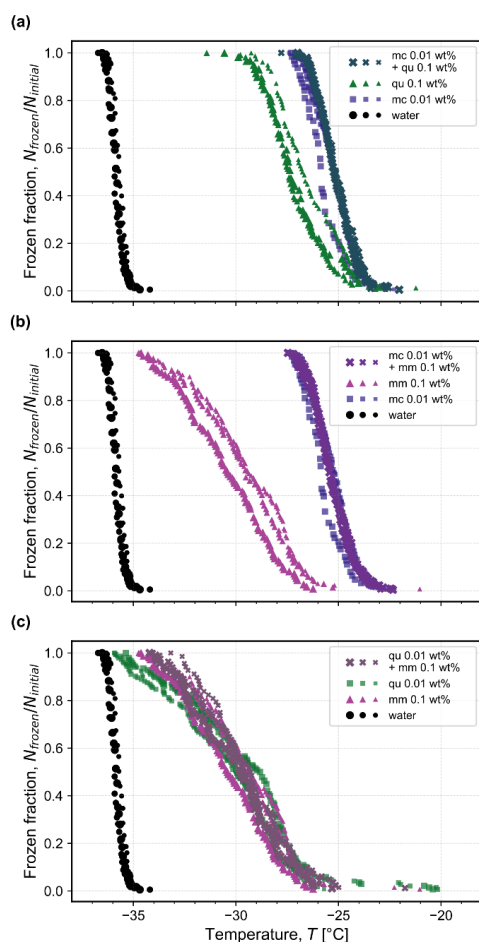 (a)
1.0
0.8
0.6
0.4
0.2
0.0
Frozen fraction, N_frozen/N_initial
mc 0.01 wt%
+ qu 0.1 wt%
qu 0.1 wt%
mc 0.01 wt%
water
(b)
1.0
0.8
0.6
0.4
0.2
0.0
Frozen fraction, N_frozen/N_initial
mc 0.01 wt%
+ mm 0.1 wt%
mm 0.1 wt%
mc 0.01 wt%
water
(c)
1.0
0.8
0.6
0.4
0.2
0.0
Frozen fraction, N_frozen/N_initial
qu 0.01 wt%
+ mm 0.1 wt%
qu 0.01 wt%
mm 0.1 wt%
water
−35
−30
−25
−20
Temperature, T [°C]